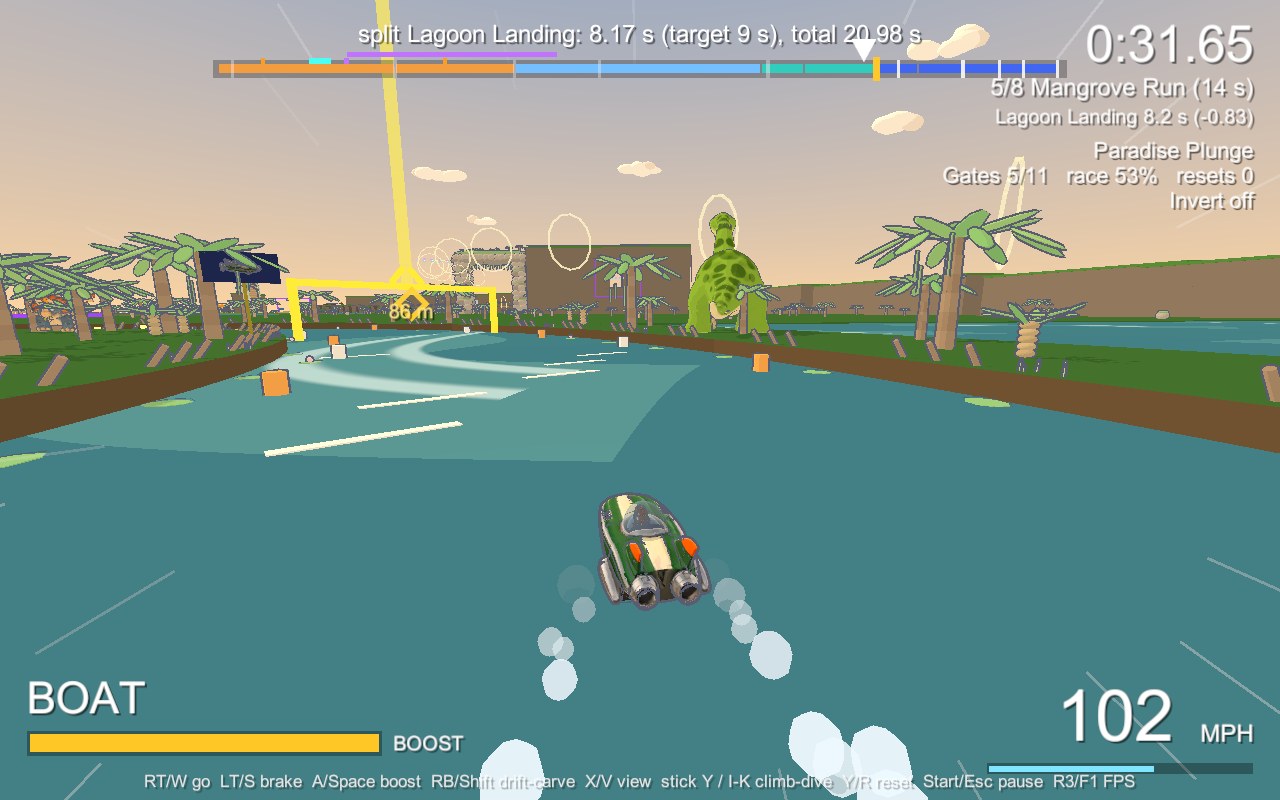 split Lagoon Landing: 8.17 s (target 9 s), total 20.98 s
0:31.65
5/8 Mangrove Run (14 s)
Lagoon Landing 8.2 s (-0.83)
Paradise Plunge
Gates 5/11 race 53% resets 0
Invert off
86 m
BOAT
BOOST
102 MPH
RT/W go LT/S brake A/Space boost RB/Shift drift-carve X/V view stick Y / I-K climb-dive Y/R reset Start/Esc pause R3/F1 FPS